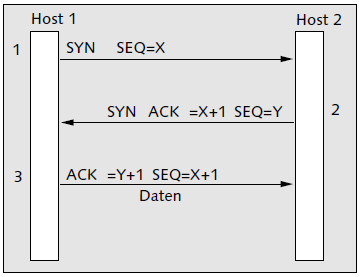 Host 1
Host 2
1
SYN SEQ=X
SYN ACK =X+1 SEQ=Y
2
3
ACK =Y+1 SEQ=X+1
Daten